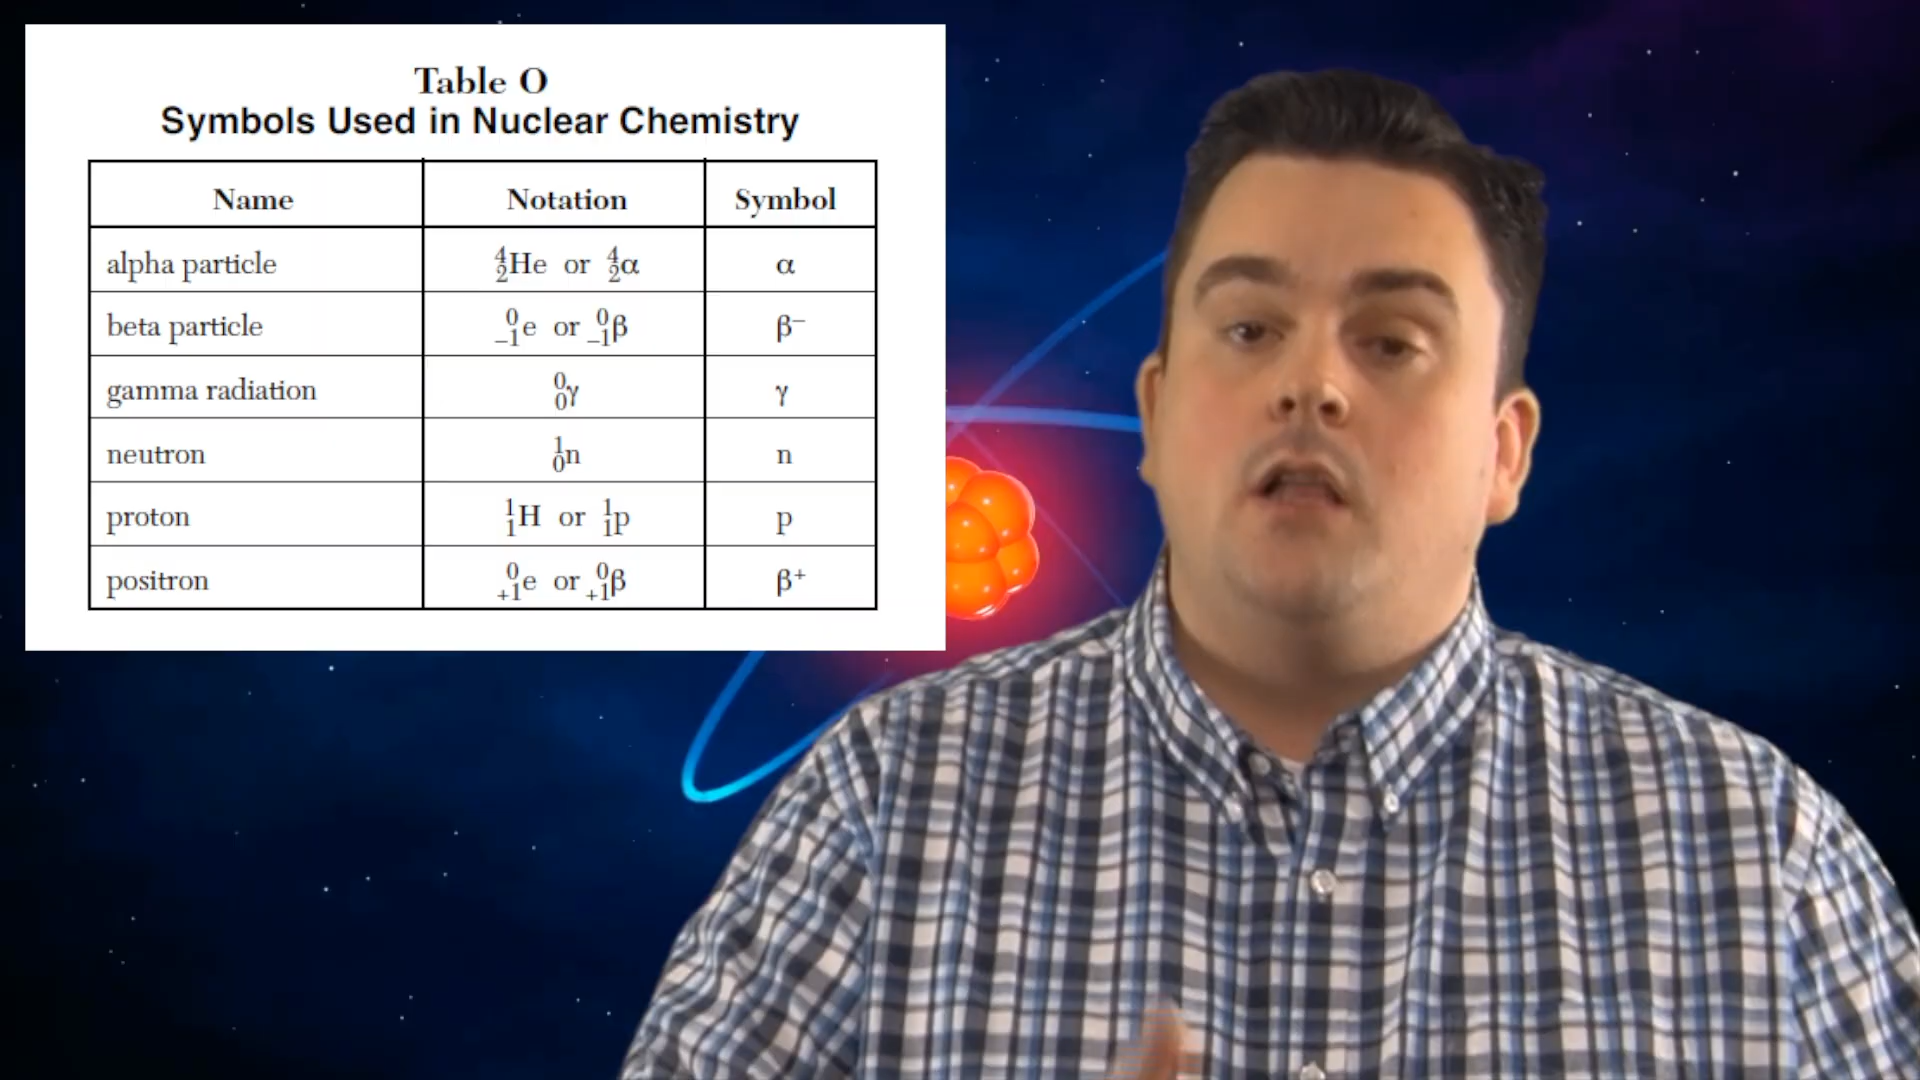 Table O
Symbols Used in Nuclear Chemistry
Name Notation Symbol
alpha particle ⁴₂He or ⁴₂α α
beta particle ⁰₋₁e or ⁰₋₁β β⁻
gamma radiation ⁰₀γ γ
neutron ¹₀n n
proton ¹₁H or ¹₁p p
positron ⁰₊₁e or ⁰₊₁β β⁺